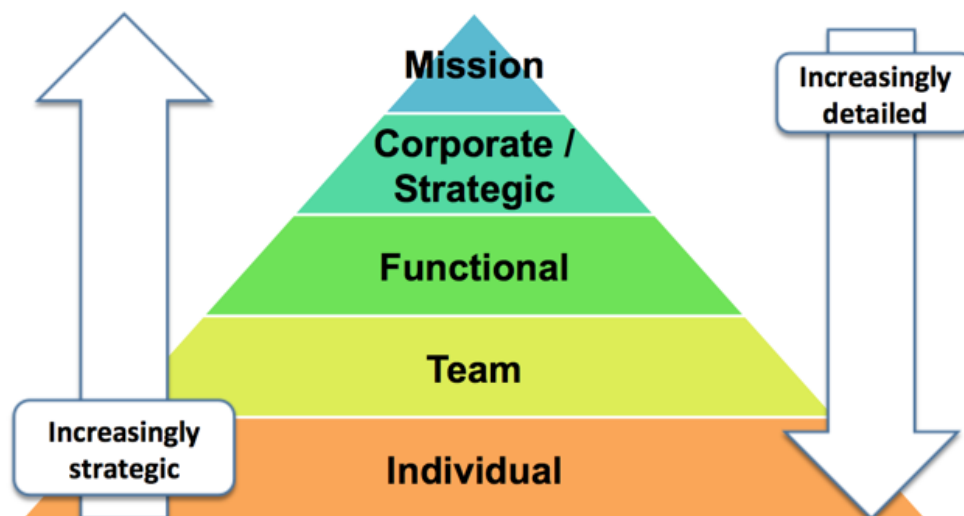 Mission
Increasingly
detailed
Corporate /
Strategic
Functional
Team
Increasingly
strategic
Individual